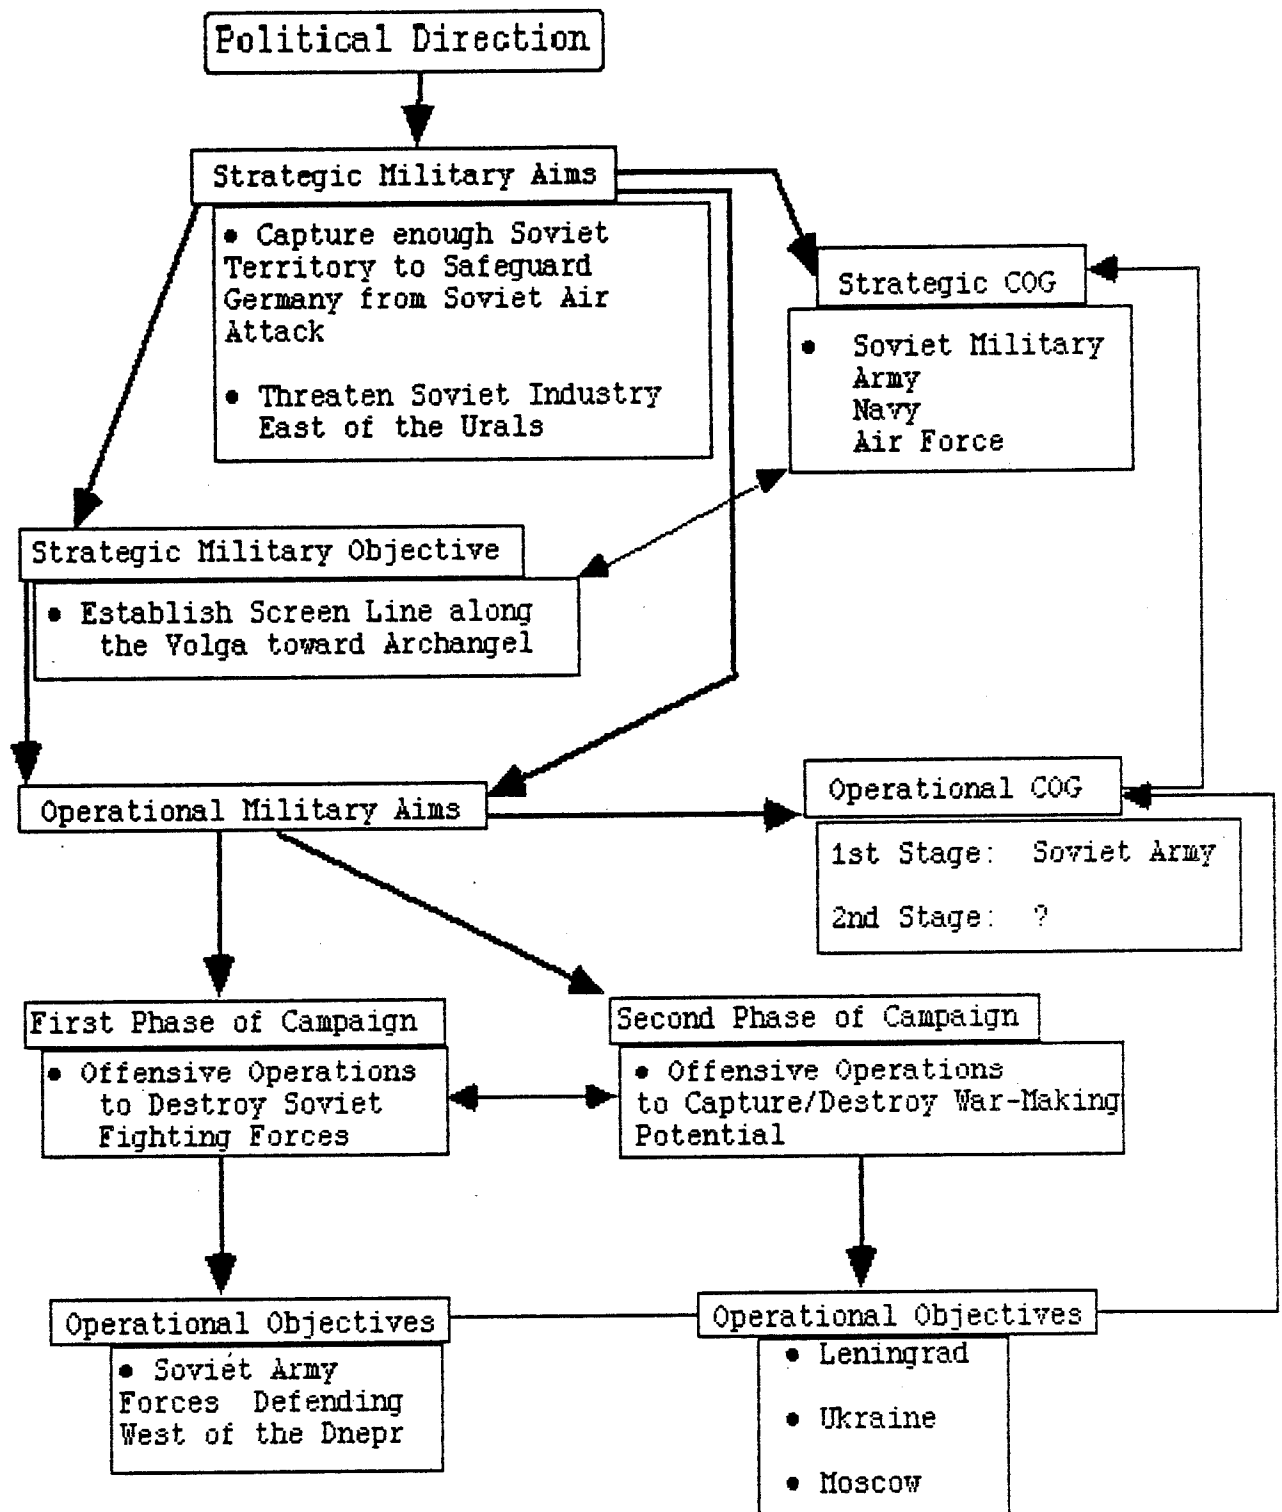 Political Direction
Strategic Military Aims
• Capture enough Soviet
Territory to Safeguard
Germany from Soviet Air
Attack
• Threaten Soviet Industry
East of the Urals
Strategic COG
• Soviet Military
Army
Navy
Air Force
Strategic Military Objective
• Establish Screen Line along
the Volga toward Archangel
Operational Military Aims
Operational COG
1st Stage: Soviet Army
2nd Stage: ?
First Phase of Campaign
• Offensive Operations
to Destroy Soviet
Fighting Forces
Second Phase of Campaign
• Offensive Operations
to Capture/Destroy War-Making
Potential
Operational Objectives
• Soviet Army
Forces Defending
West of the Dnepr
Operational Objectives
• Leningrad
• Ukraine
• Moscow